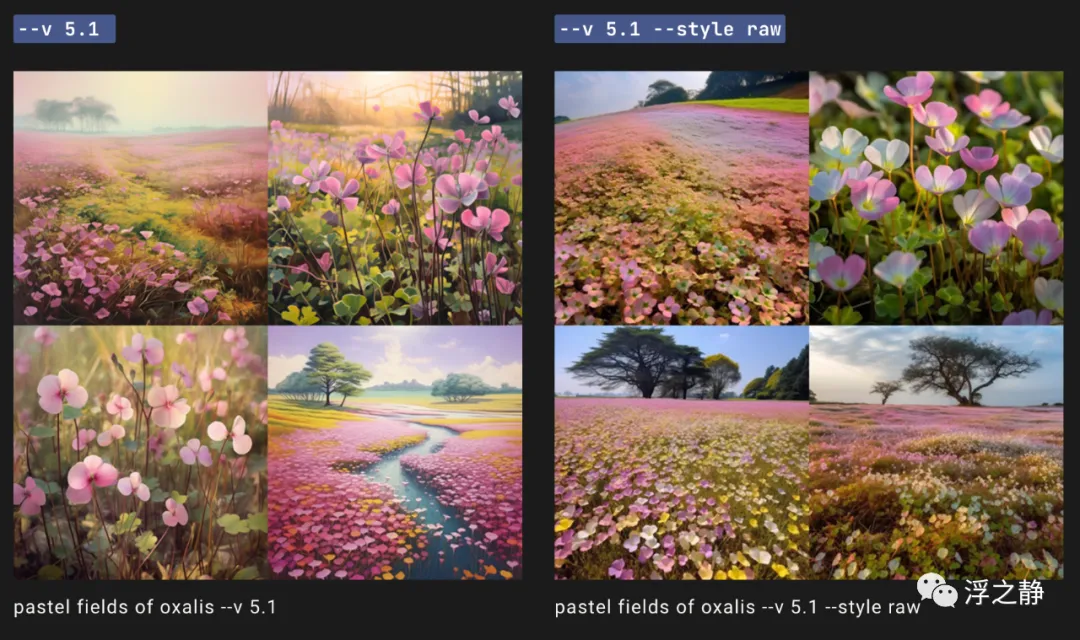 --v 5.1
--v 5.1 --style raw
pastel fields of oxalis --v 5.1
pastel fields of oxalis --v 5.1 --style raw
浮之静